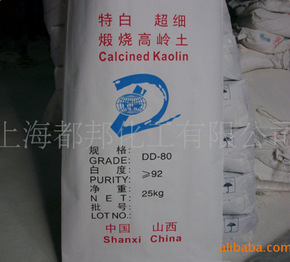 特白 超细
煅烧高岭土
Calcined Kaolin
上海都邦化工有限公司
规 格:
GRADE: DD-80
白 度:
PURITY: ≥92
净 重:
NET: 25kg
批 号:
LOT NO.:
中国 山西
Shanxi China
alibaba.com.cn